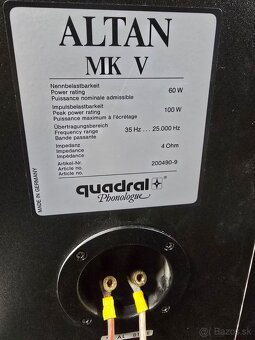 ALTAN
MK V
Nennbelastbarkeit
Power rating 60 W
Puissance nominale admissible
Impulsbelastbarkeit
Peak power rating 100 W
Puissance maximum à l'écrêtage
Übertragungsbereich
Frequency range 35 Hz ... 25.000 Hz
Bande passante
Impedanz
Impedance 4 Ohm
Impédance
Artikel-Nr. 200490-9
Article no.
Article no.
MADE IN GERMANY
quadral
Phonologue
Bazar.sk